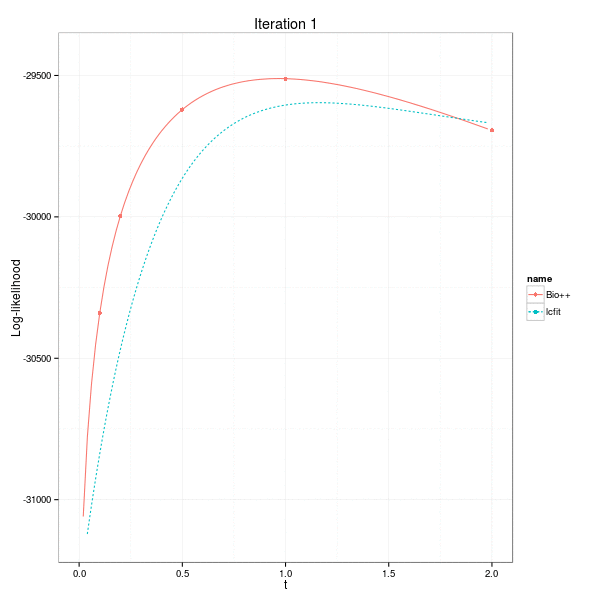 Iteration 1
Log-likelihood
-29500
-30000
-30500
-31000
0.0 0.5 1.0 1.5 2.0
t
name
Bio++
lcfit